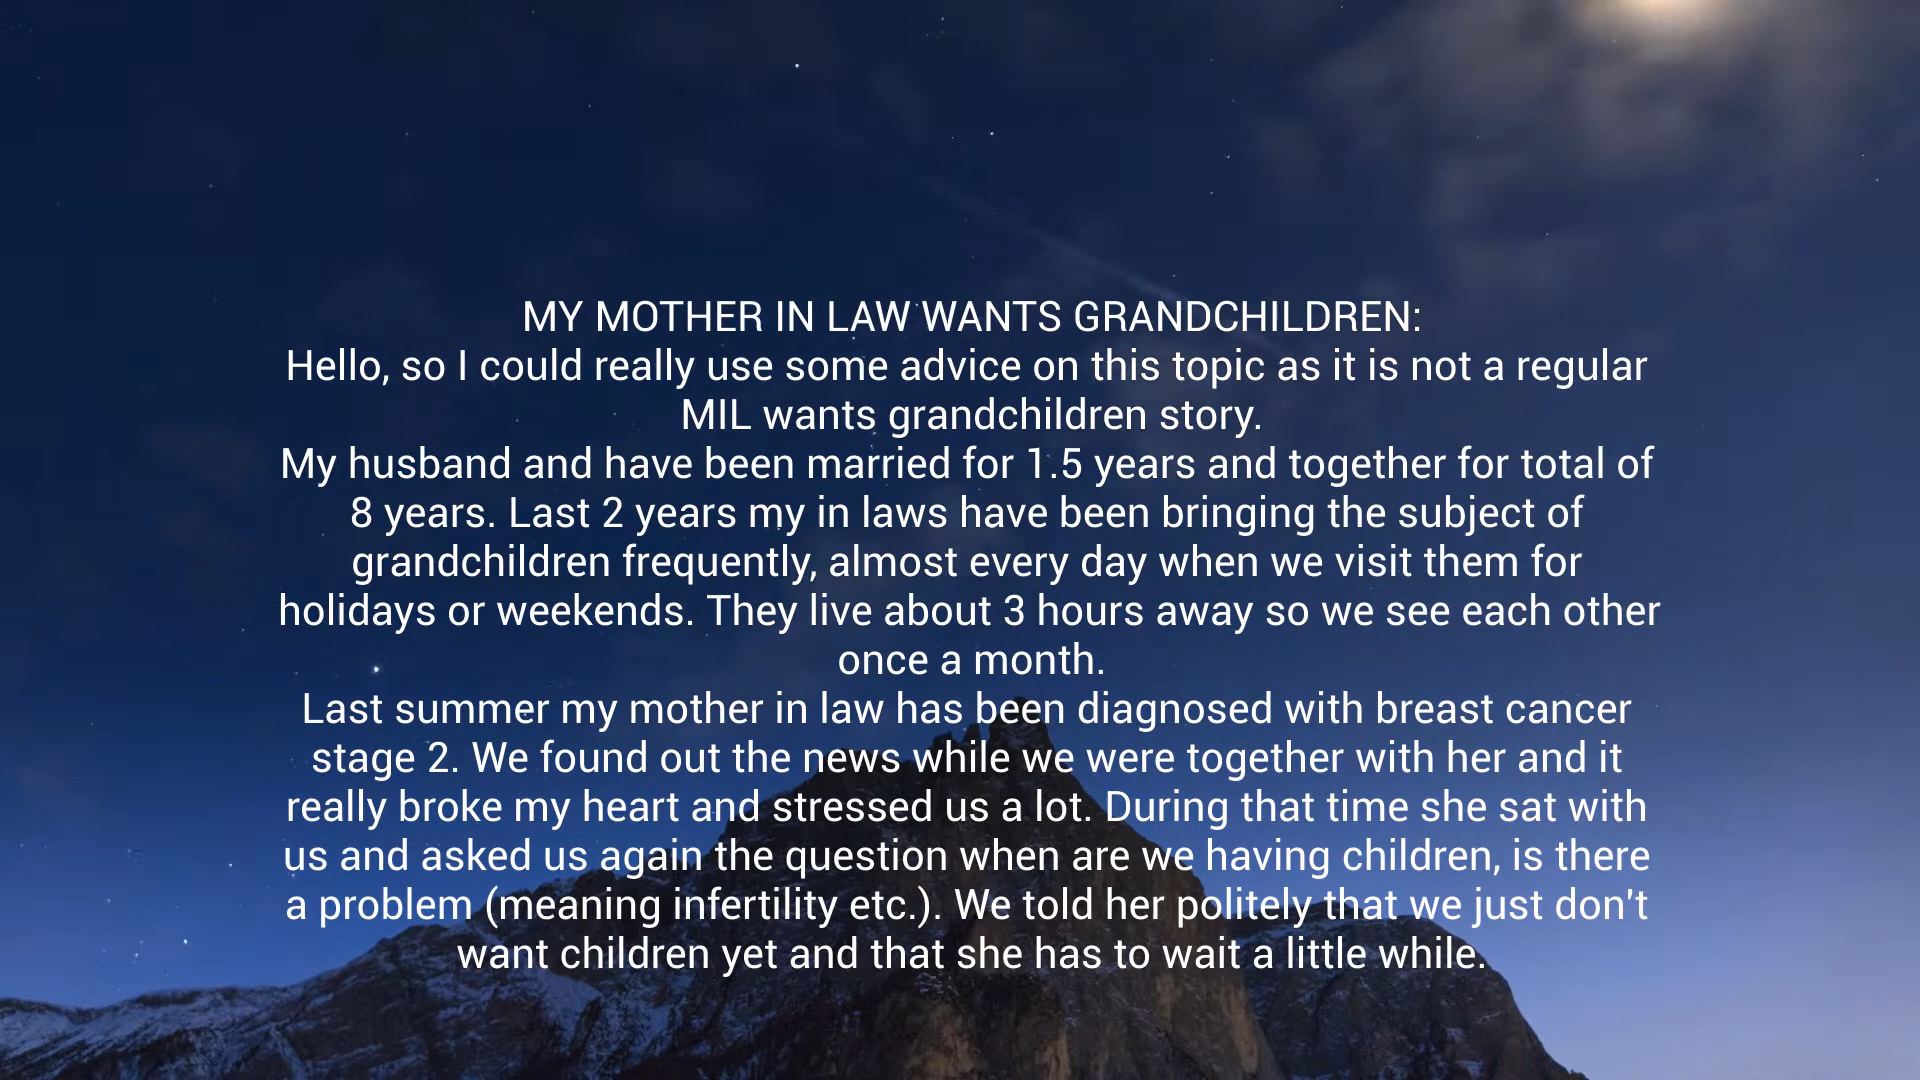 MY MOTHER IN LAW WANTS GRANDCHILDREN:
Hello, so I could really use some advice on this topic as it is not a regular
MIL wants grandchildren story.
My husband and have been married for 1.5 years and together for total of
8 years. Last 2 years my in laws have been bringing the subject of
grandchildren frequently, almost every day when we visit them for
holidays or weekends. They live about 3 hours away so we see each other
once a month.
Last summer my mother in law has been diagnosed with breast cancer
stage 2. We found out the news while we were together with her and it
really broke my heart and stressed us a lot. During that time she sat with
us and asked us again the question when are we having children, is there
a problem (meaning infertility etc.). We told her politely that we just don't
want children yet and that she has to wait a little while.